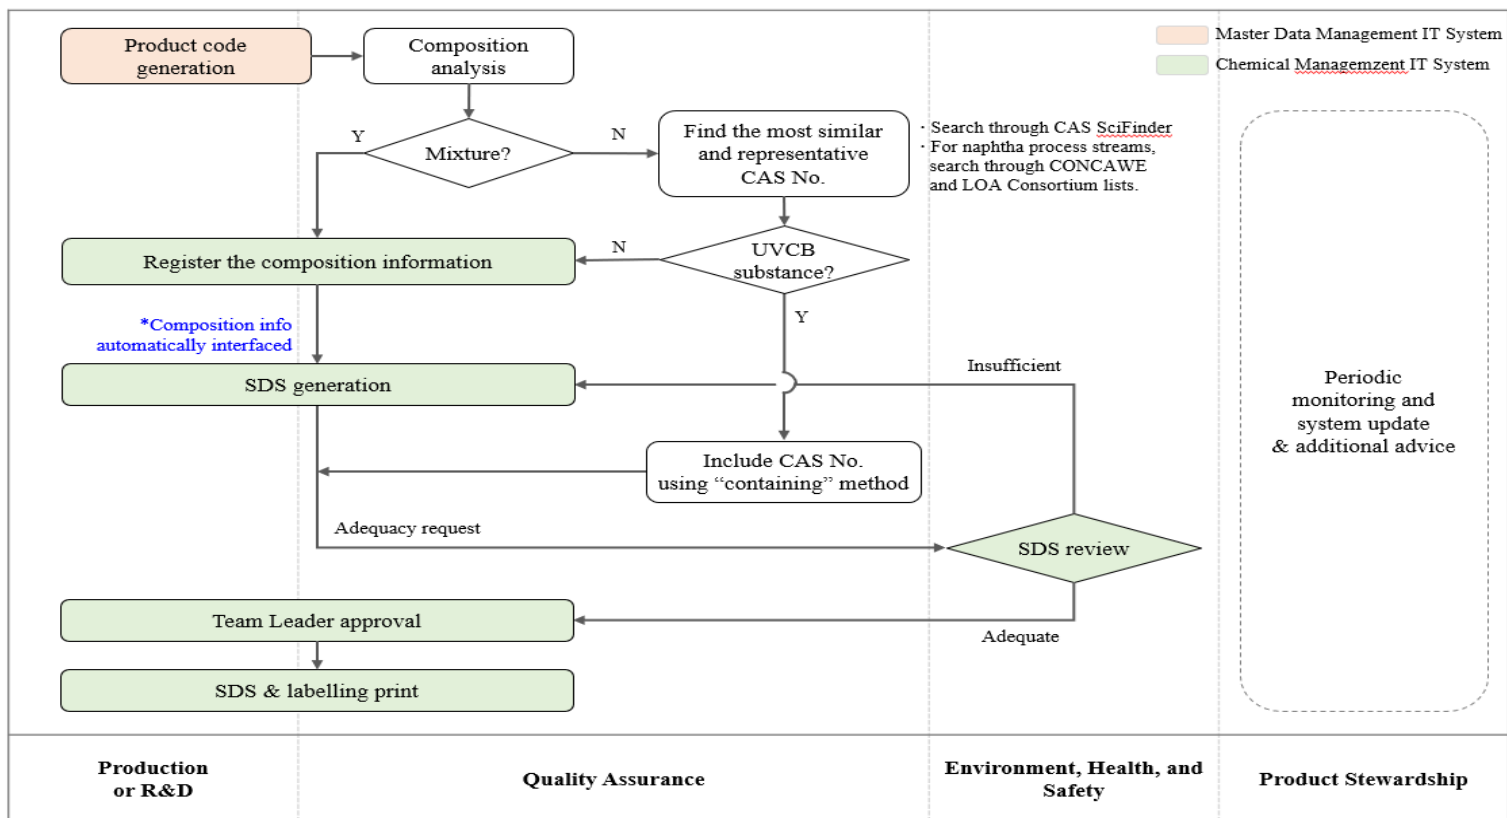 Product code
generation
Composition
analysis
Master Data Management IT System
Chemical Managemzent IT System
Y
Mixture?
N
Find the most similar
and representative
CAS No.
· Search through CAS SciFinder
· For naphtha process streams,
search through CONCAWE
and LOA Consortium lists.
Register the composition information
N
UVCB
substance?
Y
*Composition info
automatically interfaced
SDS generation
Insufficient
Periodic
monitoring and
system update
& additional advice
Include CAS No.
using “containing” method
Adequacy request
SDS review
Team Leader approval
Adequate
SDS & labelling print
Production
or R&D
Quality Assurance
Environment, Health, and
Safety
Product Stewardship